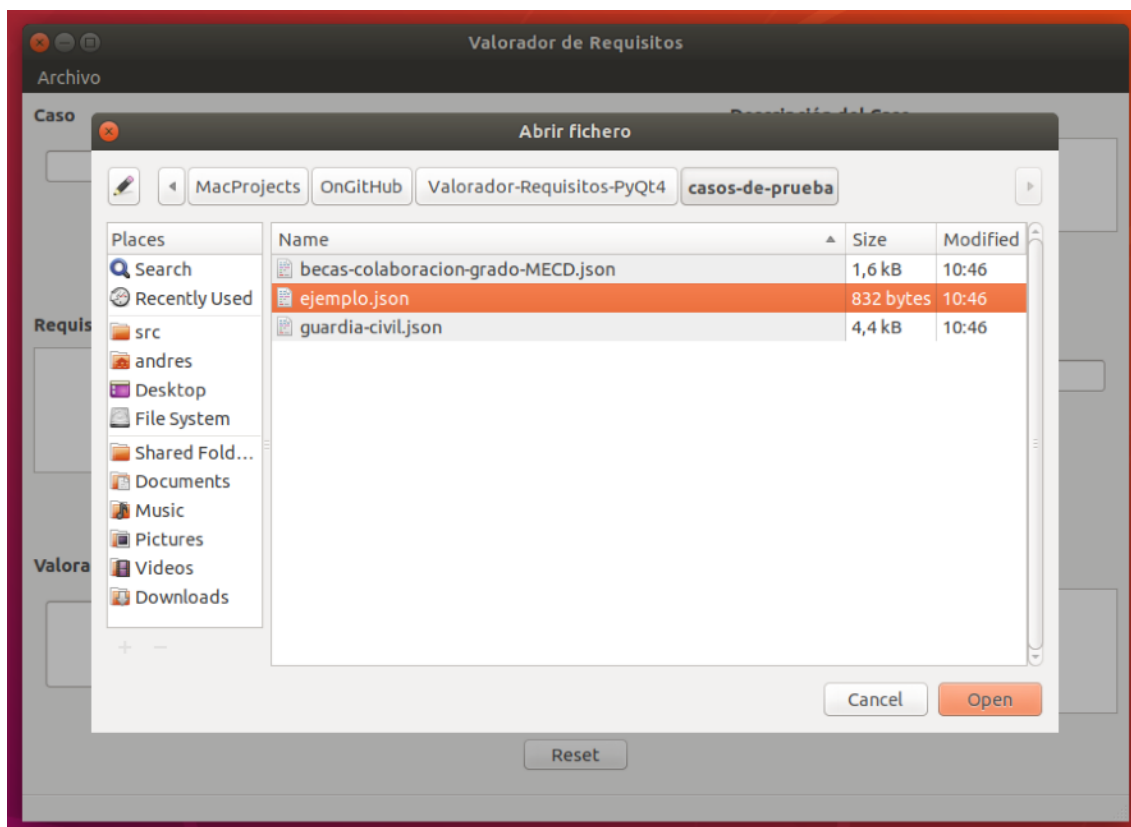 Valorador de Requisitos
Archivo
Caso
Abrir fichero
MacProjects OnGitHub Valorador-Requisitos-PyQt4 casos-de-prueba
Places Name Size Modified
Search becas-colaboracion-grado-MECD.json 1,6 kB 10:46
Recently Used ejemplo.json 832 bytes 10:46
src guardia-civil.json 4,4 kB 10:46
Requis
andres
Desktop
File System
Shared Fold...
Documents
Music
Pictures
Valora
Videos
Downloads
Cancel Open
Reset